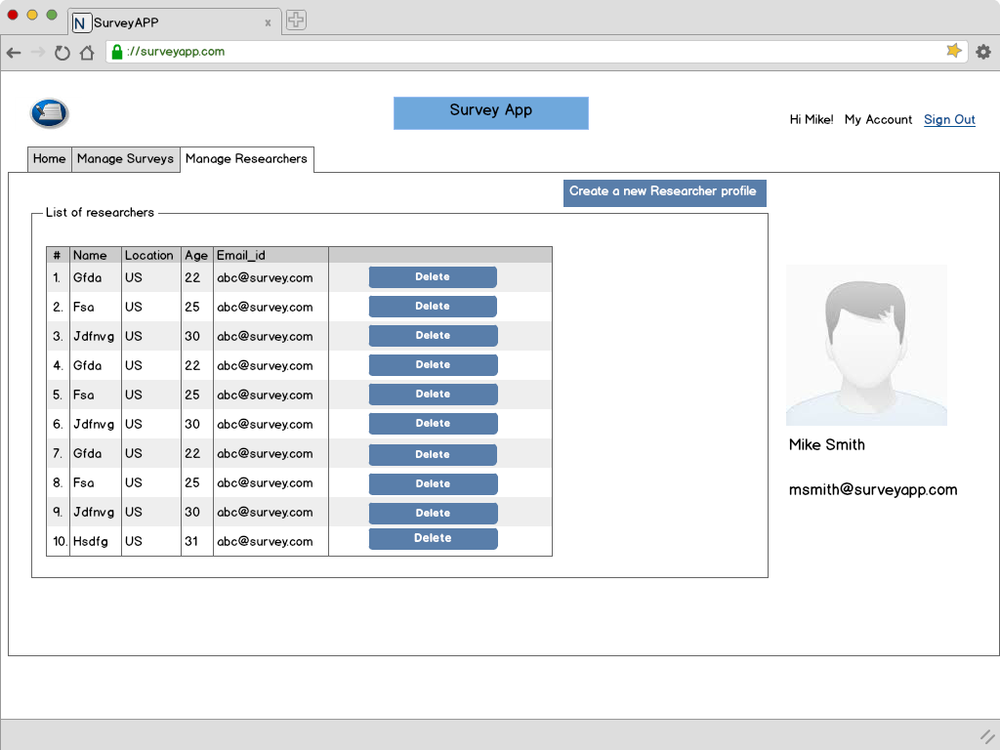 N SurveyAPP x
://surveyapp.com
Survey App
Hi Mike! My Account Sign Out
Home Manage Surveys Manage Researchers
Create a new Researcher profile
List of researchers
# Name Location Age Email_id
1. Gfda US 22 abc@survey.com Delete
2. Fsa US 25 abc@survey.com Delete
3. Jdfnvg US 30 abc@survey.com Delete
4. Gfda US 22 abc@survey.com Delete
5. Fsa US 25 abc@survey.com Delete
6. Jdfnvg US 30 abc@survey.com Delete
7. Gfda US 22 abc@survey.com Delete
8. Fsa US 25 abc@survey.com Delete
9. Jdfnvg US 30 abc@survey.com Delete
10. Hsdfg US 31 abc@survey.com Delete
Mike Smith
msmith@surveyapp.com